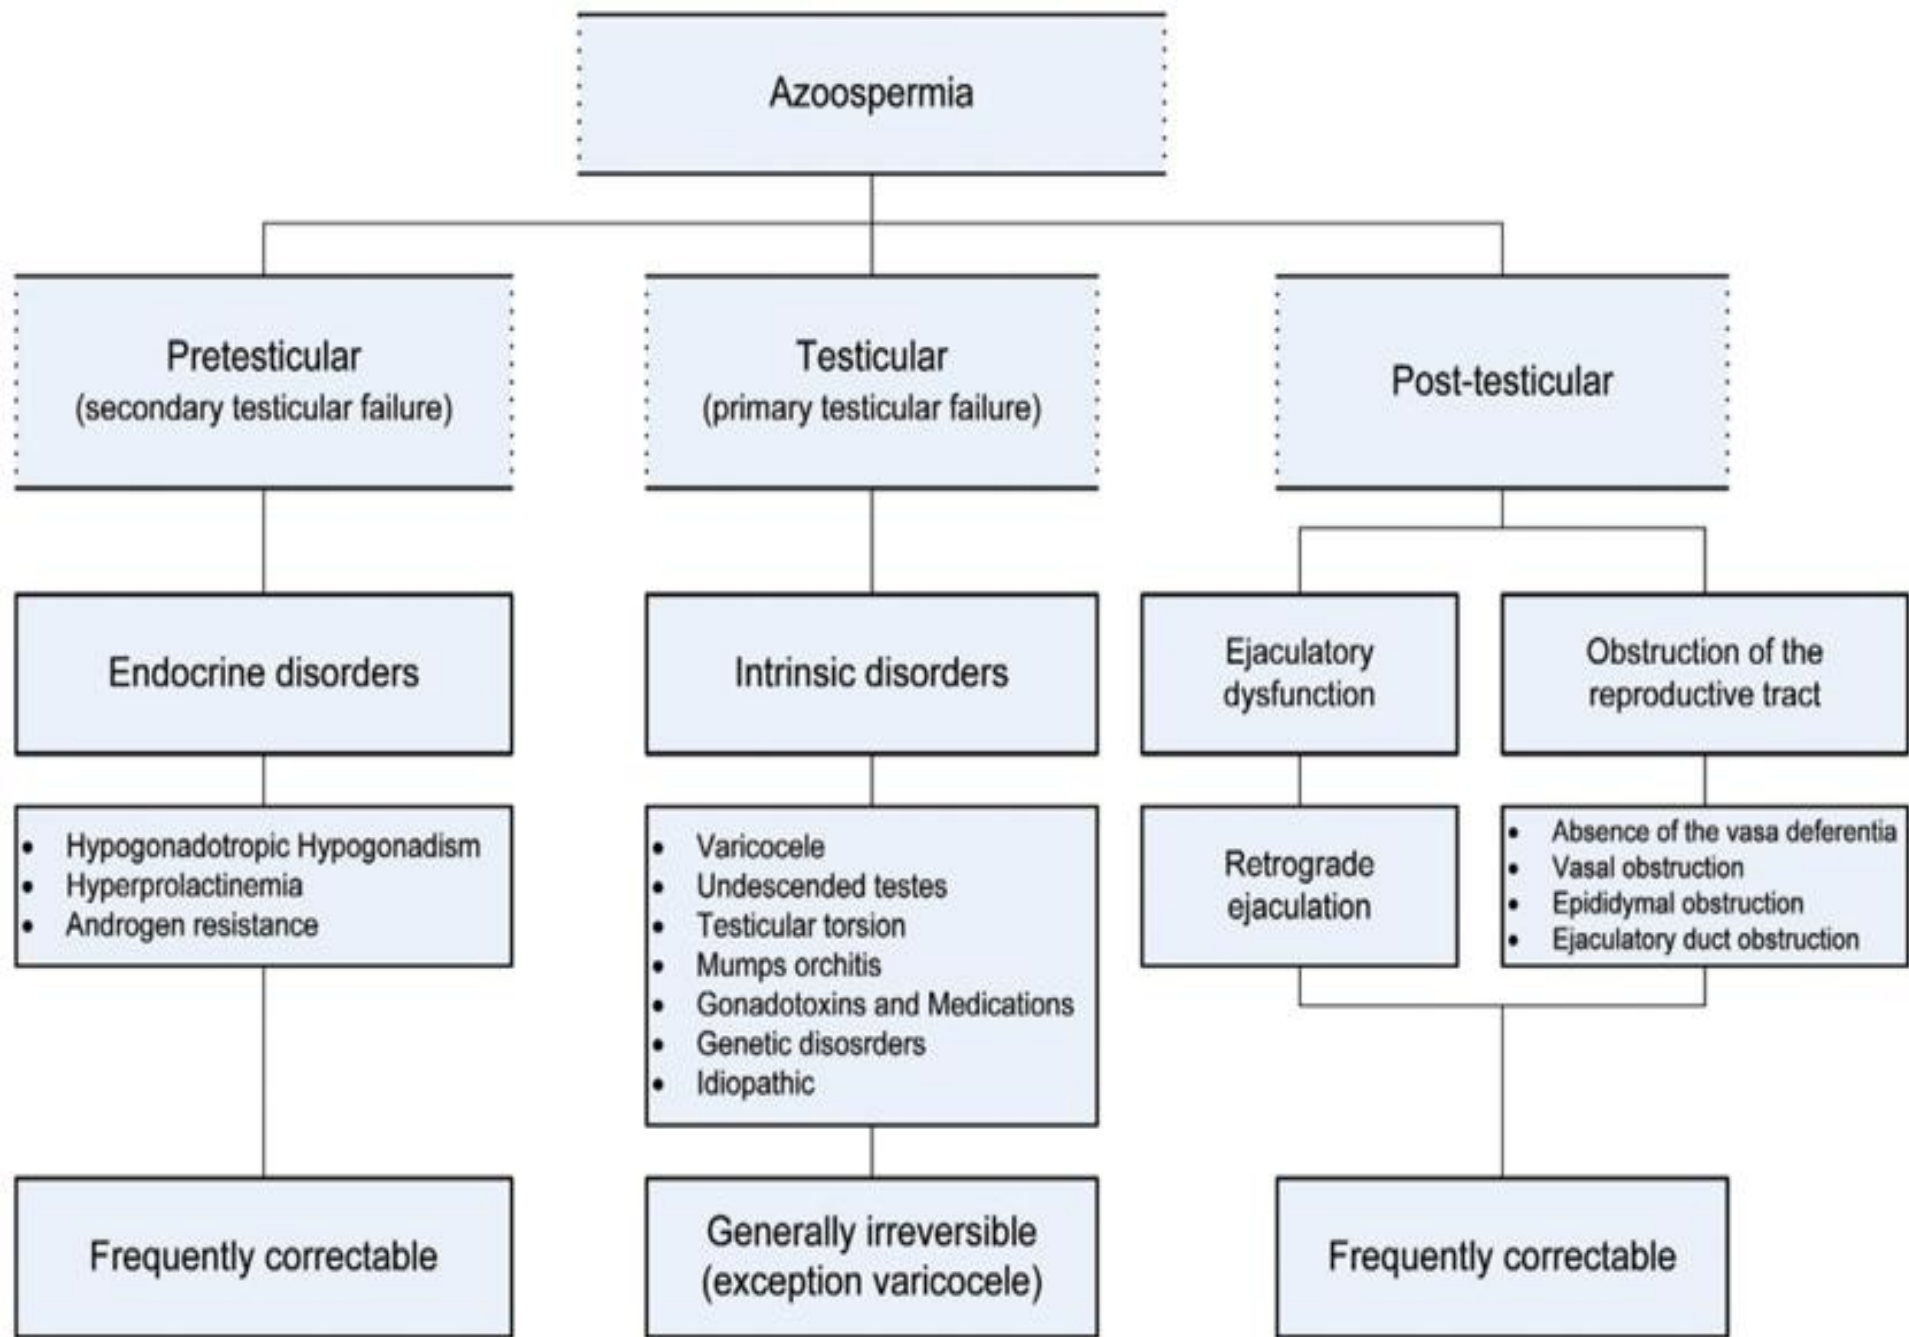 Azoospermia
Pretesticular
(secondary testicular failure)
Testicular
(primary testicular failure)
Post-testicular
Endocrine disorders
Intrinsic disorders
Ejaculatory
dysfunction
Obstruction of the
reproductive tract
• Hypogonadotropic Hypogonadism
• Hyperprolactinemia
• Androgen resistance
• Varicocele
• Undescended testes
• Testicular torsion
• Mumps orchitis
• Gonadotoxins and Medications
• Genetic disosrders
• Idiopathic
Retrograde
ejaculation
• Absence of the vasa deferentia
• Vasal obstruction
• Epididymal obstruction
• Ejaculatory duct obstruction
Frequently correctable
Generally irreversible
(exception varicocele)
Frequently correctable